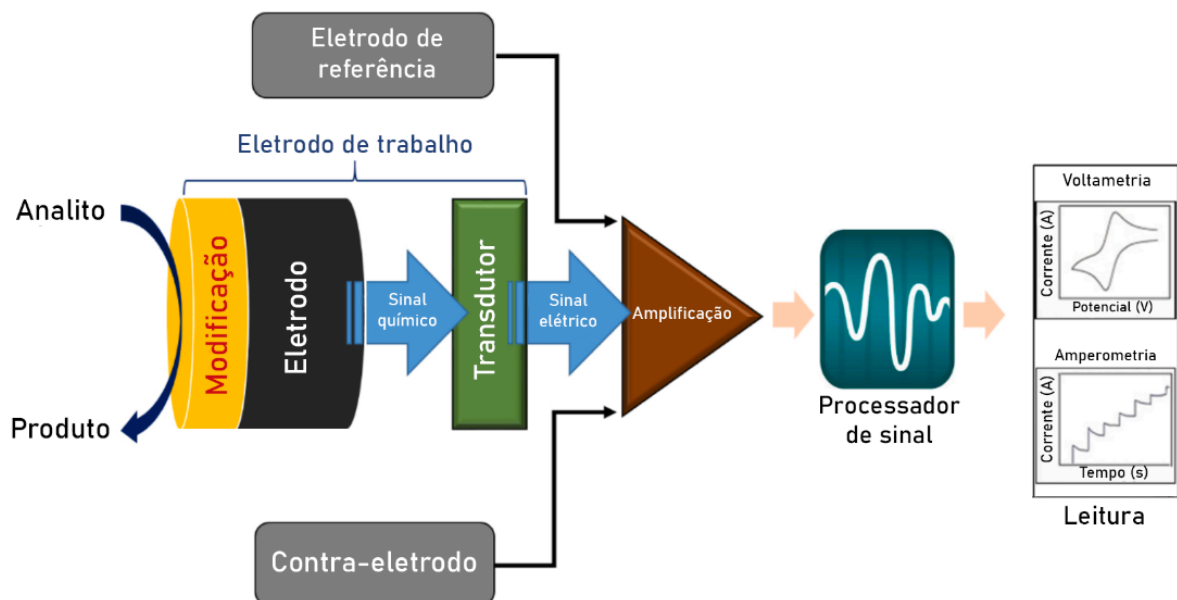 Eletrodo de
referência
Eletrodo de trabalho
Analito
Produto
Modificação
Eletrodo
Sinal
químico
Transdutor
Sinal
elétrico
Amplificação
Contra-eletrodo
Processador
de sinal
Voltametria
Corrente (A)
Potencial (V)
Amperometria
Corrente (A)
Tempo (s)
Leitura